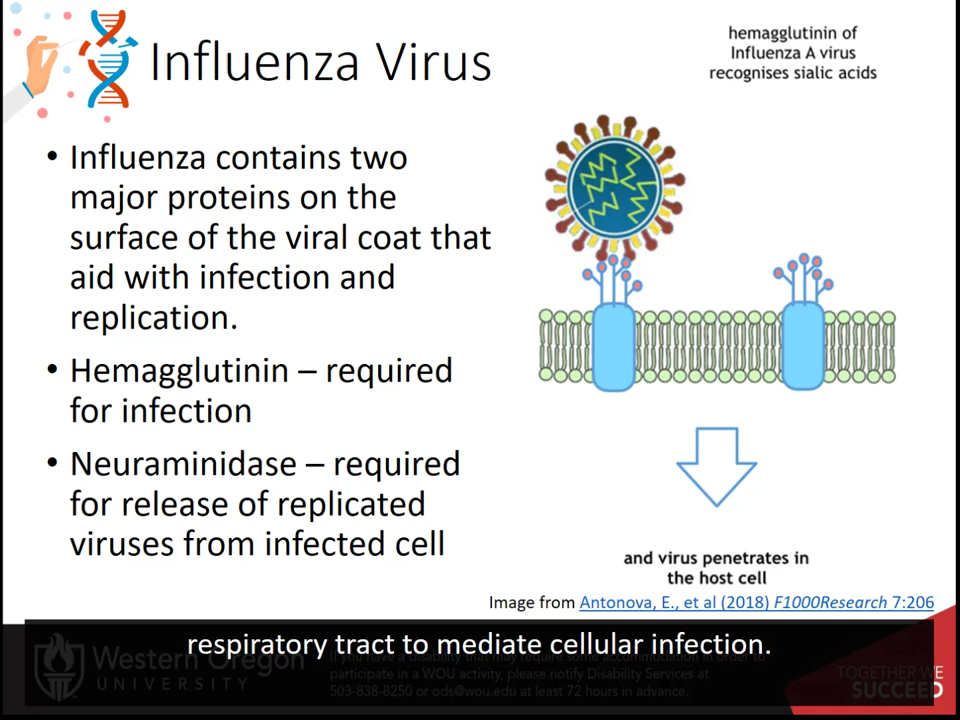 Influenza Virus
hemagglutinin of
Influenza A virus
recognises sialic acids
• Influenza contains two
major proteins on the
surface of the viral coat that
aid with infection and
replication.
• Hemagglutinin – required
for infection
• Neuraminidase – required
for release of replicated
viruses from infected cell
and virus penetrates in
the host cell
Image from Antonova, E., et al (2018) F1000Research 7:206
respiratory tract to mediate cellular infection.
Western Oregon
UNIVERSITY
If you have a disability that may require some accommodation in order to
participate in a WOU activity, please notify Disability Services at
503-838-8250 or ods@wou.edu at least 72 hours in advance.
TOGETHER WE
SUCCEED